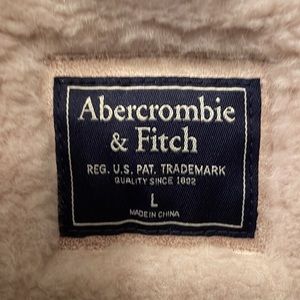 Abercrombie
& Fitch
REG. U.S. PAT. TRADEMARK
QUALITY SINCE 1892
L
MADE IN CHINA